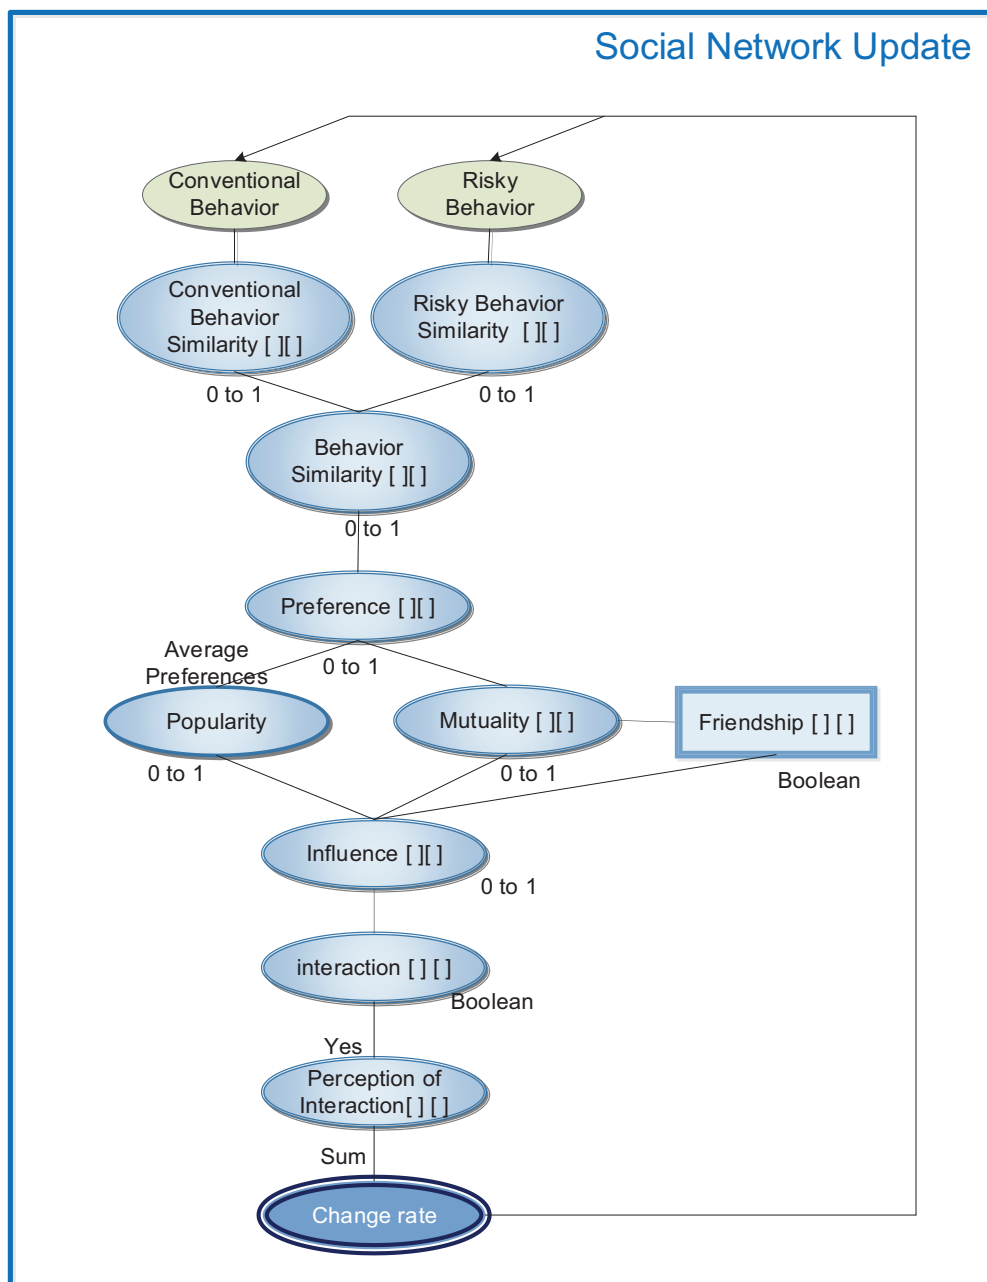 Social Network Update
Conventional
Behavior
Risky
Behavior
Conventional
Behavior
Similarity [ ][ ]
Risky Behavior
Similarity [ ][ ]
0 to 1
0 to 1
Behavior
Similarity [ ][ ]
0 to 1
Preference [ ][ ]
Average
Preferences
0 to 1
Popularity
Mutuality [ ][ ]
Friendship [ ] [ ]
0 to 1
0 to 1
Boolean
Influence [ ][ ]
0 to 1
interaction [ ] [ ]
Boolean
Yes
Perception of
Interaction[ ] [ ]
Sum
Change rate